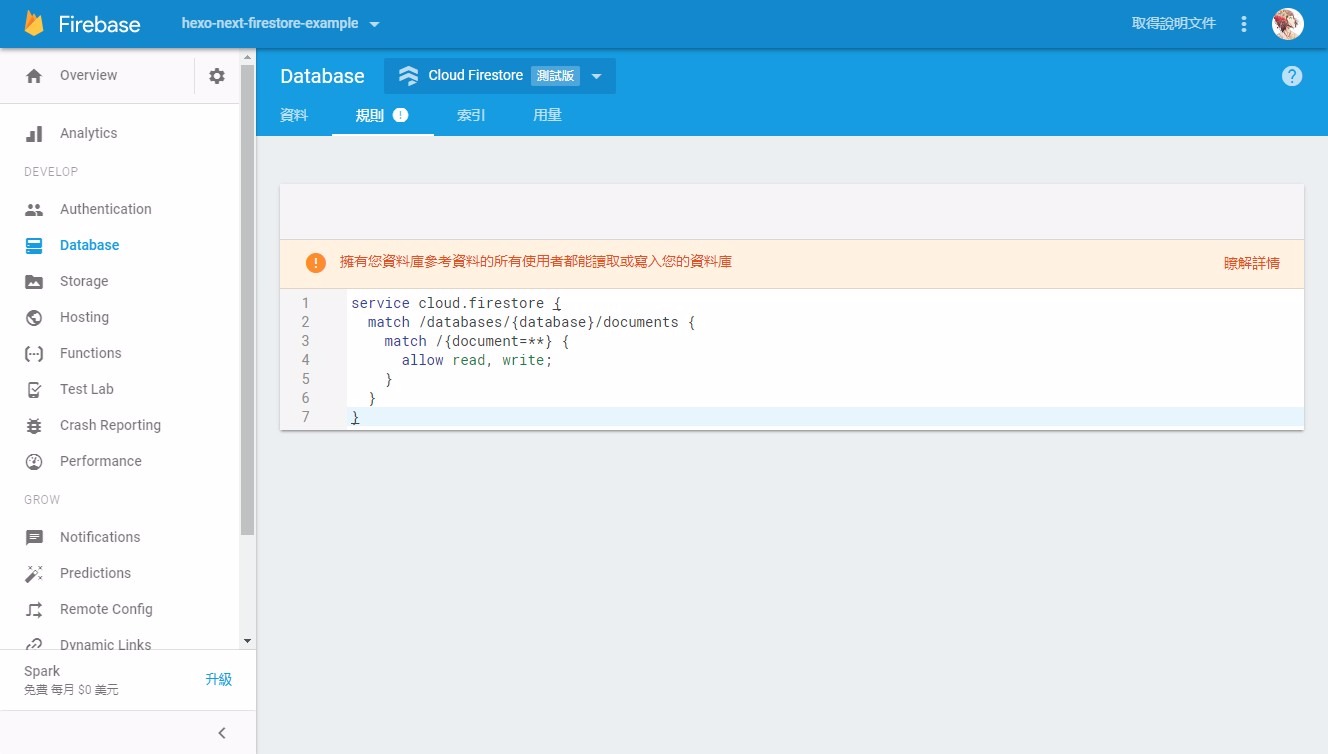 Firebase
hexo-next-firestore-example
取得說明文件
Overview
Analytics
DEVELOP
Authentication
Database
Storage
Hosting
Functions
Test Lab
Crash Reporting
Performance
GROW
Notifications
Predictions
Remote Config
Dynamic Links
Spark
免費 每月 $0 美元
升級
Database
Cloud Firestore 測試版
資料 規則 索引 用量
擁有您資料庫參考資料的所有使用者都能讀取或寫入您的資料庫
瞭解詳情
1 service cloud.firestore {
2 match /databases/{database}/documents {
3 match /{document=**} {
4 allow read, write;
5 }
6 }
7 }